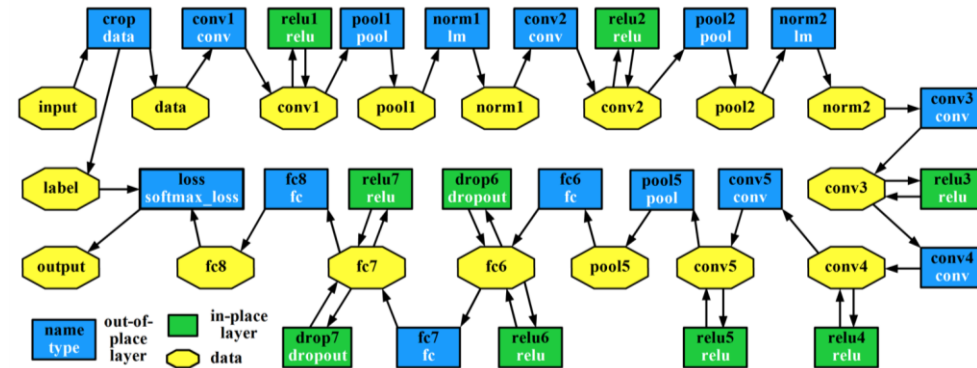 crop
data
conv1
conv
relu1
relu
pool1
pool
norm1
lm
conv2
conv
relu2
relu
pool2
pool
norm2
lm
input
data
conv1
pool1
norm1
conv2
pool2
norm2
conv3
conv
label
loss
softmax_loss
fc8
fc
relu7
relu
drop6
dropout
fc6
fc
pool5
pool
conv5
conv
conv3
relu3
relu
output
fc8
fc7
fc6
pool5
conv5
conv4
conv4
conv
name
type
out-of-
place
layer
in-place
layer
data
drop7
dropout
fc7
fc
relu6
relu
relu5
relu
relu4
relu